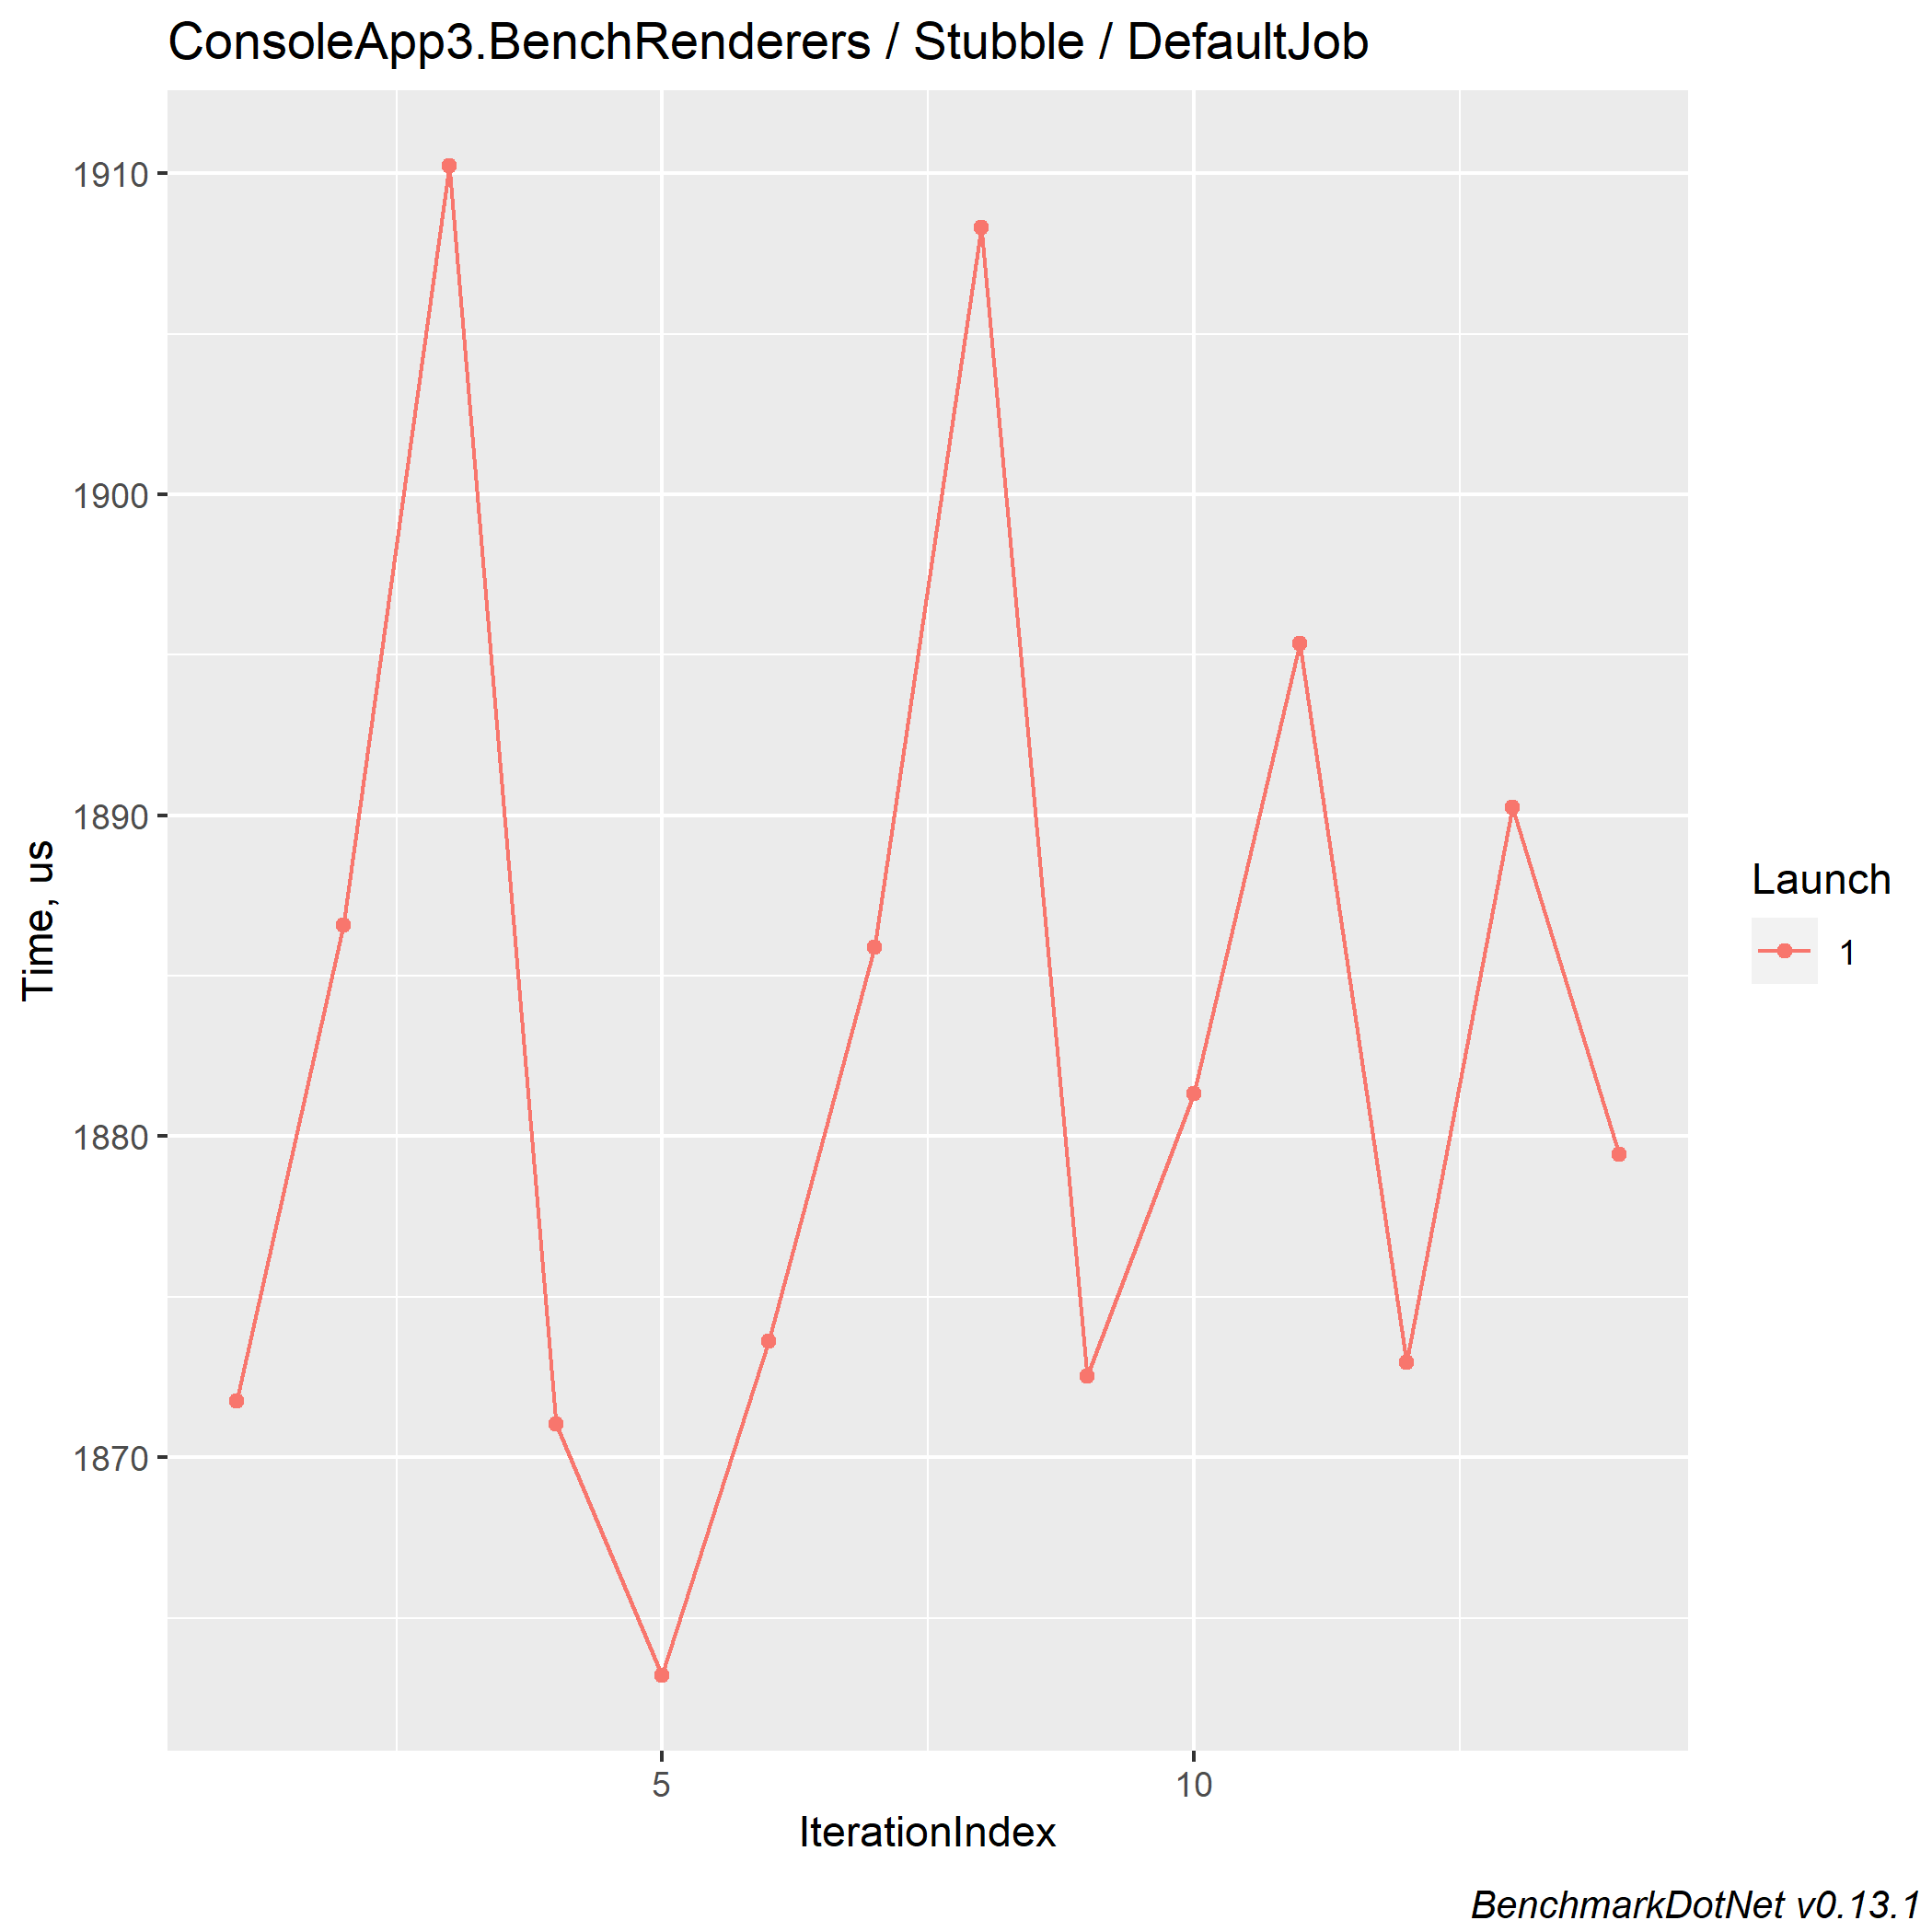 ConsoleApp3.BenchRenderers / Stubble / DefaultJob
Time, us
1910
1900
1890
1880
1870
5
10
IterationIndex
Launch
1
BenchmarkDotNet v0.13.1